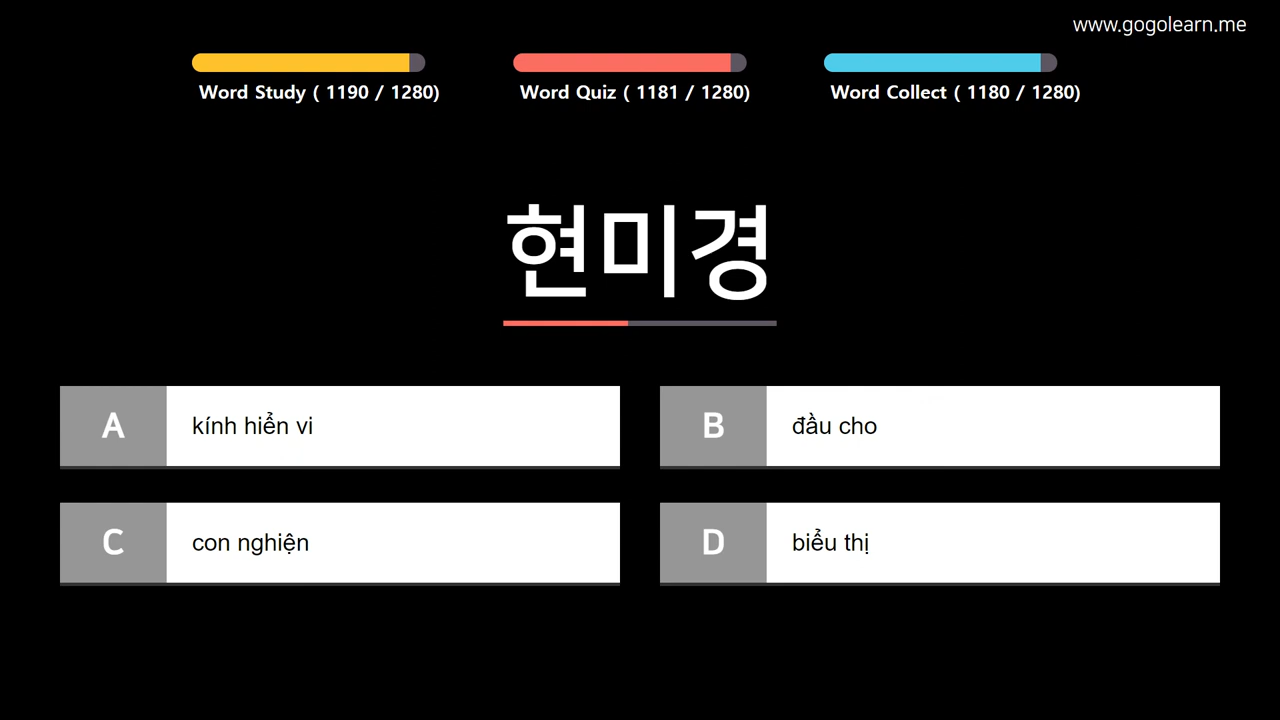 www.gogolearn.me
Word Study ( 1190 / 1280)
Word Quiz ( 1181 / 1280)
Word Collect ( 1180 / 1280)
현미경
A kính hiển vi
B đầu cho
C con nghiện
D biểu thị